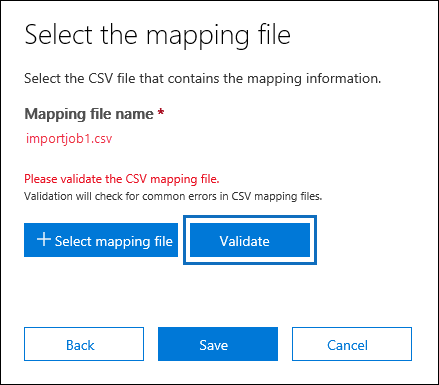 Select the mapping file
Select the CSV file that contains the mapping information.
Mapping file name *
importjob1.csv
Please validate the CSV mapping file.
Validation will check for common errors in CSV mapping files.
+ Select mapping file Validate
Back Save Cancel